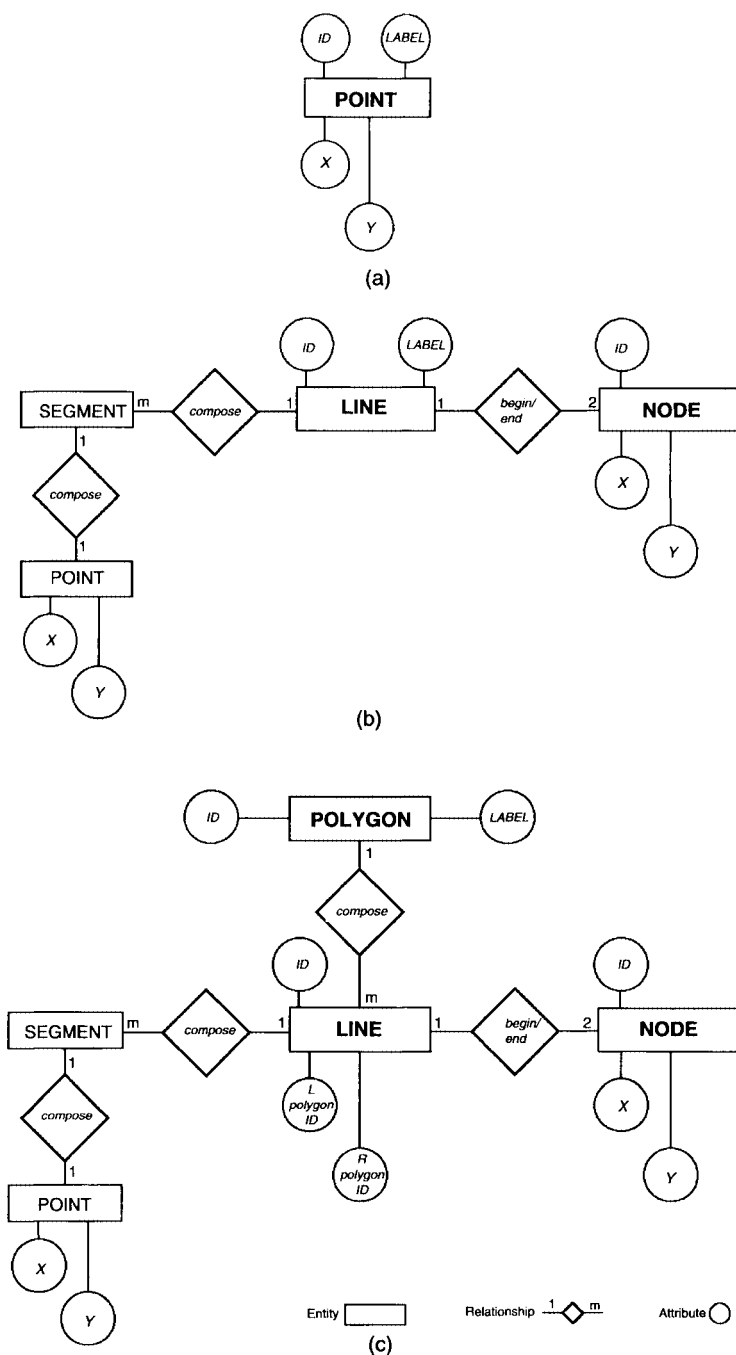 ID LABEL
POINT
X
Y
(a)
ID LABEL ID
SEGMENT m compose 1 LINE 1 begin/ end 2 NODE
1
compose
X
1
Y
POINT
X
Y
(b)
ID POLYGON LABEL
1
compose
ID ID
m
SEGMENT m compose 1 LINE 1 begin/ end 2 NODE
1
L polygon ID
X
compose
R polygon ID
Y
1
POINT
X
Y
Entity Relationship 1 m Attribute
(c)